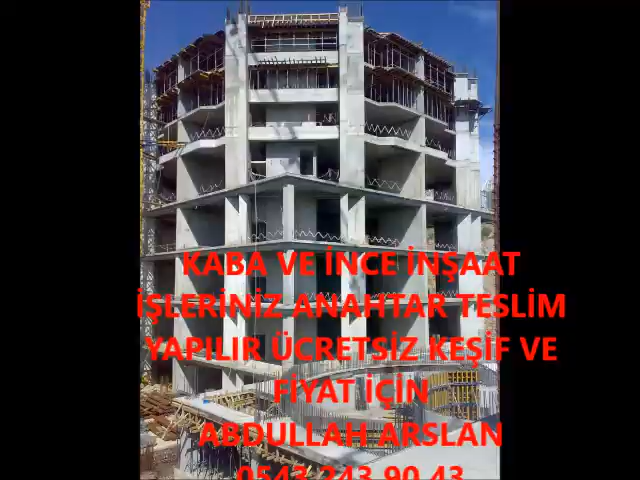 KABA VE İNCE İNŞAAT
İŞLERİNİZ ANAHTAR TESLİM
YAPILIR ÜCRETSİZ KEŞİF VE
FİYAT İÇİN
ABDULLAH ARSLAN
0543 243 90 43